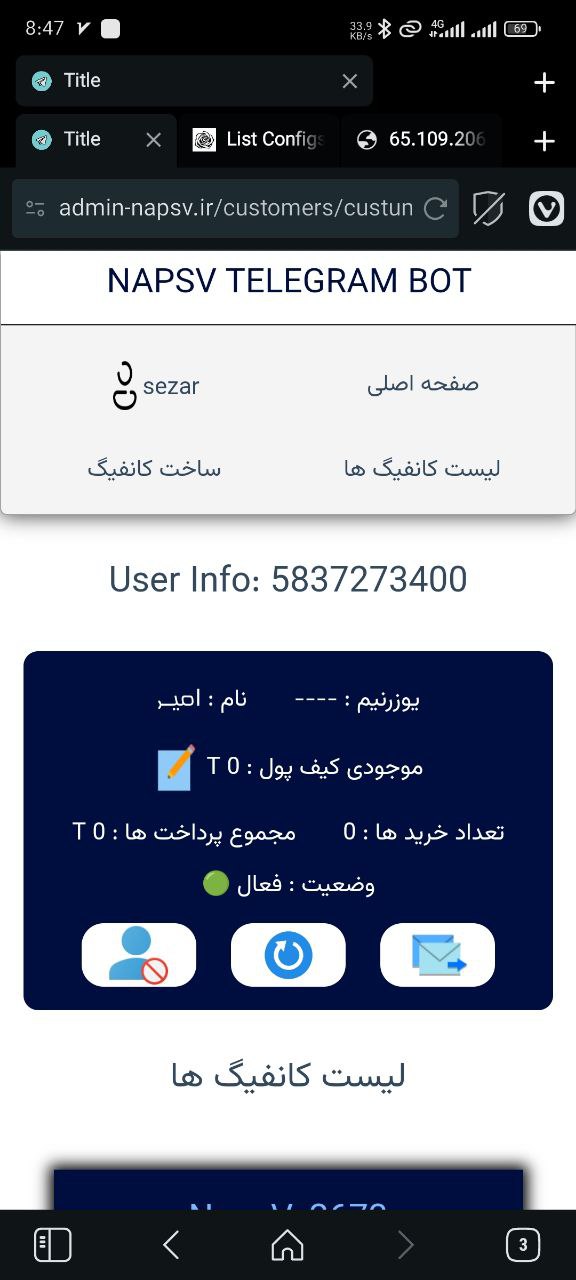 8:47 33.9 KB/s 4G 69
Title
Title List Configs 65.109.206
admin-napsv.ir/customers/custun
NAPSV TELEGRAM BOT
صفحه اصلی sezar
لیست کانفیگ ها ساخت کانفیگ
User Info: 5837273400
یوزرنیم : ---- نام : امیر
موجودی کیف پول : 0 T
تعداد خرید ها : 0 مجموع پرداخت ها : 0 T
وضعیت : فعال
لیست کانفیگ ها
3